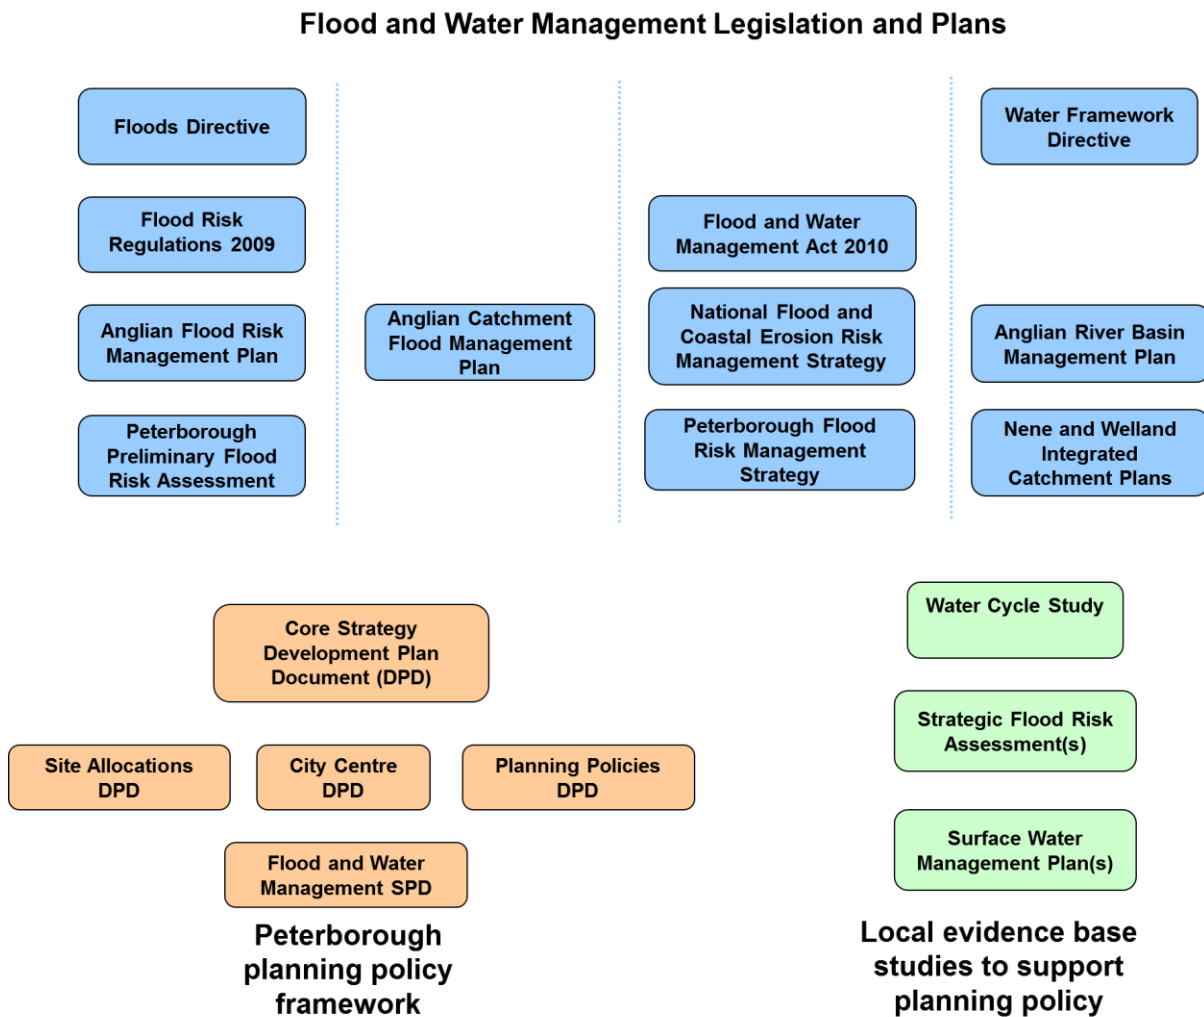 Flood and Water Management Legislation and Plans
Floods Directive
Water Framework
Directive
Flood Risk
Regulations 2009
Flood and Water
Management Act 2010
Anglian Flood Risk
Management Plan
Anglian Catchment
Flood Management
Plan
National Flood and
Coastal Erosion Risk
Management Strategy
Anglian River Basin
Management Plan
Peterborough
Preliminary Flood
Risk Assessment
Peterborough Flood
Risk Management
Strategy
Nene and Welland
Integrated
Catchment Plans
Core Strategy
Development Plan
Document (DPD)
Site Allocations
DPD
City Centre
DPD
Planning Policies
DPD
Flood and Water
Management SPD
Peterborough
planning policy
framework
Water Cycle Study
Strategic Flood Risk
Assessment(s)
Surface Water
Management Plan(s)
Local evidence base
studies to support
planning policy